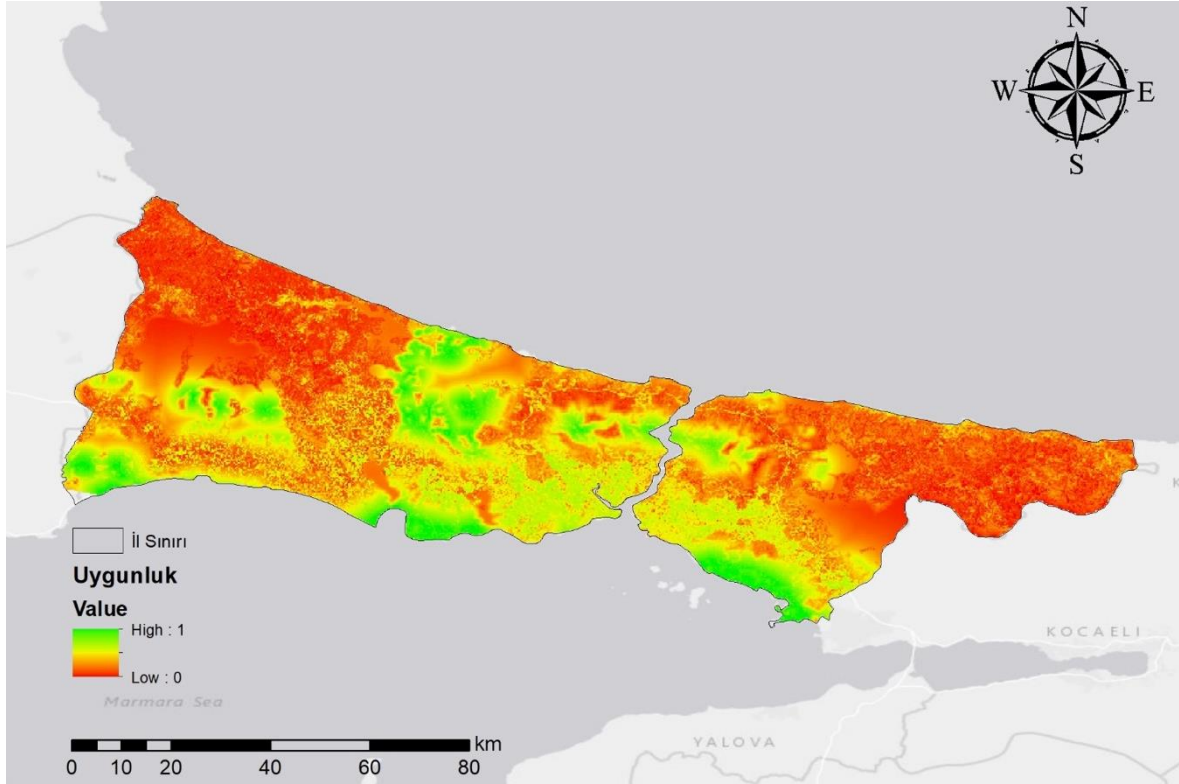 N
W E
S
İl Sınırı
Uygunluk
Value
High : 1
Low : 0
Marmara Sea
KOCAELİ
YALOVA
km
0 10 20 40 60 80